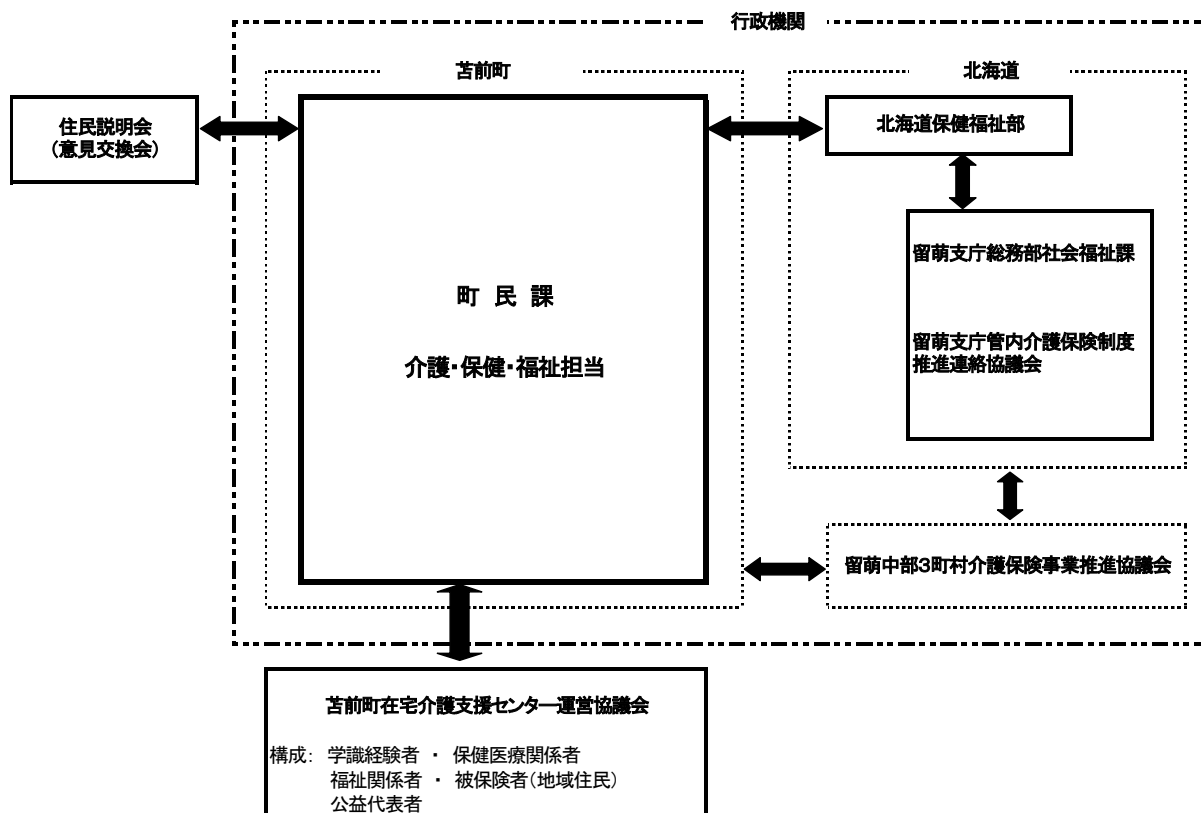 行政機関
苫前町
北海道
住民説明会
(意見交換会)
北海道保健福祉部
町 民 課
介護・保健・福祉担当
留萌支庁総務部社会福祉課
留萌支庁管内介護保険制度
推進連絡協議会
留萌中部3町村介護保険事業推進協議会
苫前町在宅介護支援センター運営協議会
構成: 学識経験者 ・ 保健医療関係者
福祉関係者 ・ 被保険者(地域住民)
公益代表者